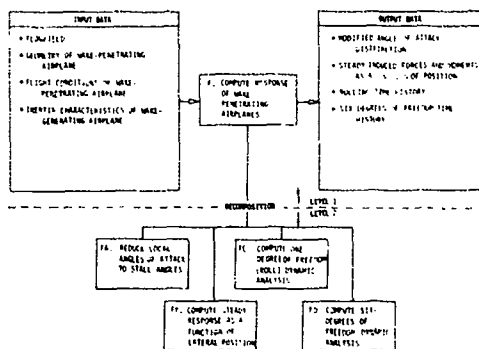 INPUT DATA
• FLOWFIELD
• GEOMETRY OF WAKE-PENETRATING
AIRPLANE
• FLIGHT CONDITIONS OF WAKE-
PENETRATING AIRPLANE
• INERTIA CHARACTERISTICS OF WAKE-
GENERATING AIRPLANE
COMPUTE RESPONSE
OF WAKE
PENETRATING
AIRPLANES
OUTPUT DATA
• MODIFIED ANGLE OF ATTACK
DISTRIBUTION
• STEADY INDUCED FORCES AND MOMENTS
AS A OF POSITION
• ROLLING TIME HISTORY
• SIX DEGREES OF FREEDOM TIME
HISTORY
DECOMPOSITION
LEVEL 1
LEVEL 2
REDUCE LOCAL
ANGLES OF ATTACK
TO STALL ANGLES
COMPUTE ONE
DEGREE OF FREEDOM
(ROLL) DYNAMIC
ANALYSIS
COMPUTE STEADY
RESPONSE AS A
FUNCTION OF
LATERAL POSITION
COMPUTE SIX-
DEGREES OF
FREEDOM DYNAMIC
ANALYSIS